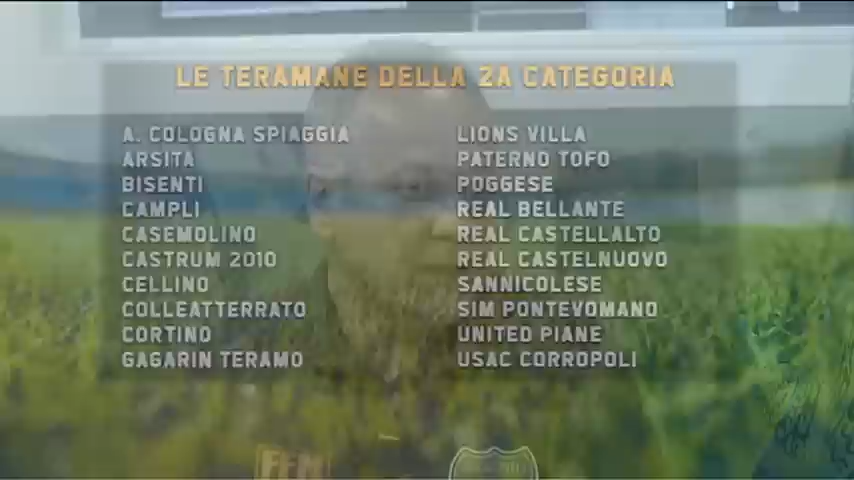 LE TERAMANE DELLA 2A CATEGORIA
A. COLOGNA SPIAGGIA
ARSITA
BISENTI
CAMPLI
CASEMOLINO
CASTRUM 2010
CELLINO
COLLEATTERRATO
CORTINO
GAGARIN TERAMO
LIONS VILLA
PATERNO TOFO
POGGESE
REAL BELLANTE
REAL CASTELLALTO
REAL CASTELNUOVO
SANNICOLESE
SIM PONTEVOMANO
UNITED PIANE
USAC CORROPOLI